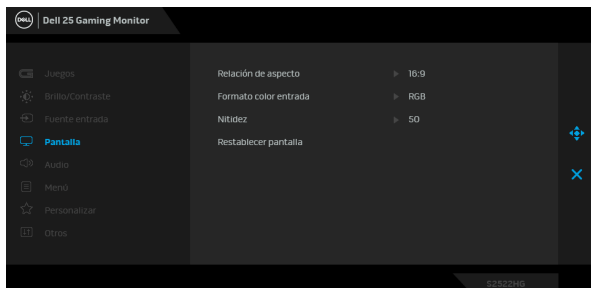 DELL Dell 25 Gaming Monitor
Juegos
Relación de aspecto 16:9
Brillo/Contraste
Formato color entrada RGB
Fuente entrada
Nitidez 50
Pantalla
Restablecer pantalla
Audio
Menú
Personalizar
Otros
S2522HG